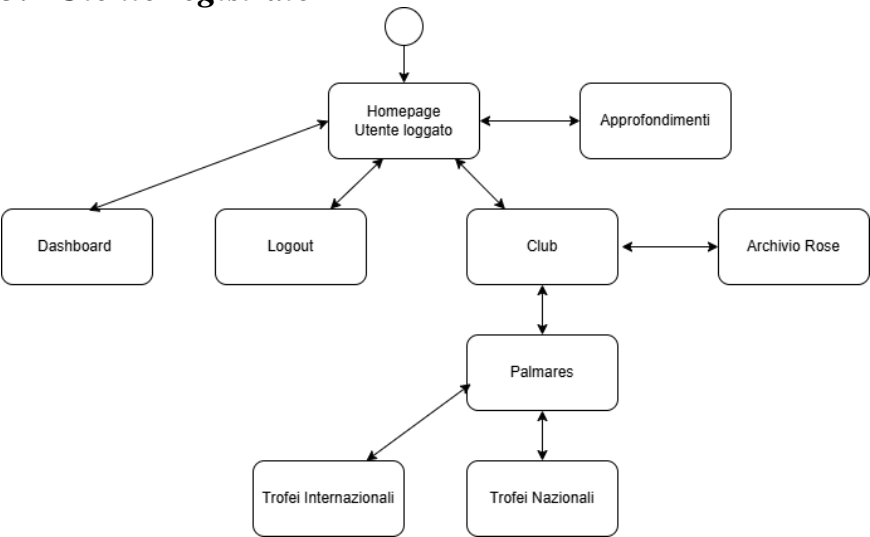 Homepage
Utente loggato
Approfondimenti
Dashboard
Logout
Club
Archivio Rose
Palmares
Trofei Internazionali
Trofei Nazionali